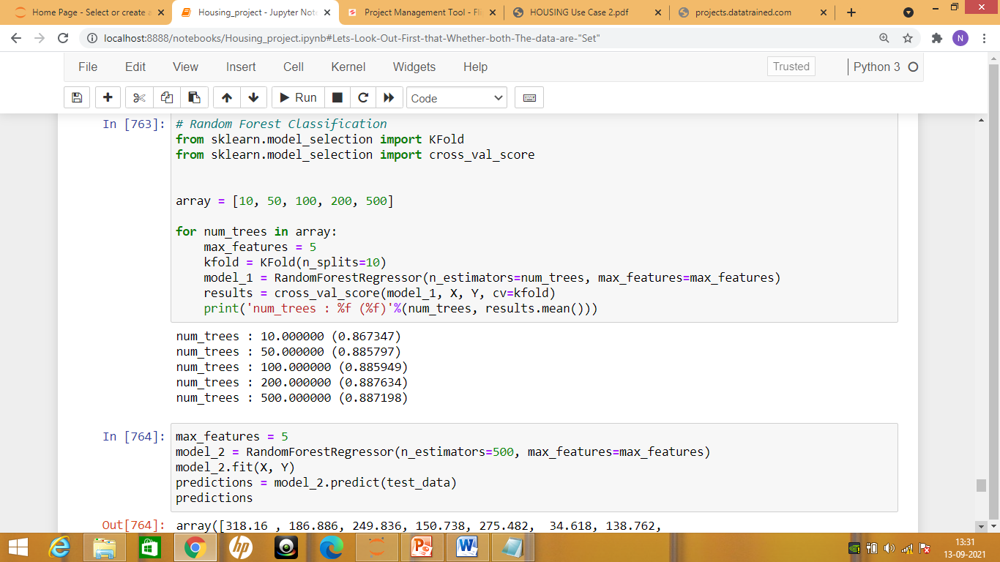 Home Page - Select or create a
Housing_project - Jupyter Note
Project Management Tool - Fli
HOUSING Use Case 2.pdf
projects.datatrained.com
localhost:8888/notebooks/Housing_project.ipynb#Lets-Look-Out-First-that-Whether-both-The-data-are-"Set"
N
File Edit View Insert Cell Kernel Widgets Help
Trusted
Python 3
Run
Code
In [763]:
# Random Forest Classification
from sklearn.model_selection import KFold
from sklearn.model_selection import cross_val_score
array = [10, 50, 100, 200, 500]
for num_trees in array:
    max_features = 5
    kfold = KFold(n_splits=10)
    model_1 = RandomForestRegressor(n_estimators=num_trees, max_features=max_features)
    results = cross_val_score(model_1, X, Y, cv=kfold)
    print('num_trees : %f (%f)'%(num_trees, results.mean()))
num_trees : 10.000000 (0.867347)
num_trees : 50.000000 (0.885797)
num_trees : 100.000000 (0.885949)
num_trees : 200.000000 (0.887634)
num_trees : 500.000000 (0.887198)
In [764]:
max_features = 5
model_2 = RandomForestRegressor(n_estimators=500, max_features=max_features)
model_2.fit(X, Y)
predictions = model_2.predict(test_data)
predictions
Out[764]:
array([318.16 , 186.886, 249.836, 150.738, 275.482,  34.618, 138.762,
13:31
13-09-2021